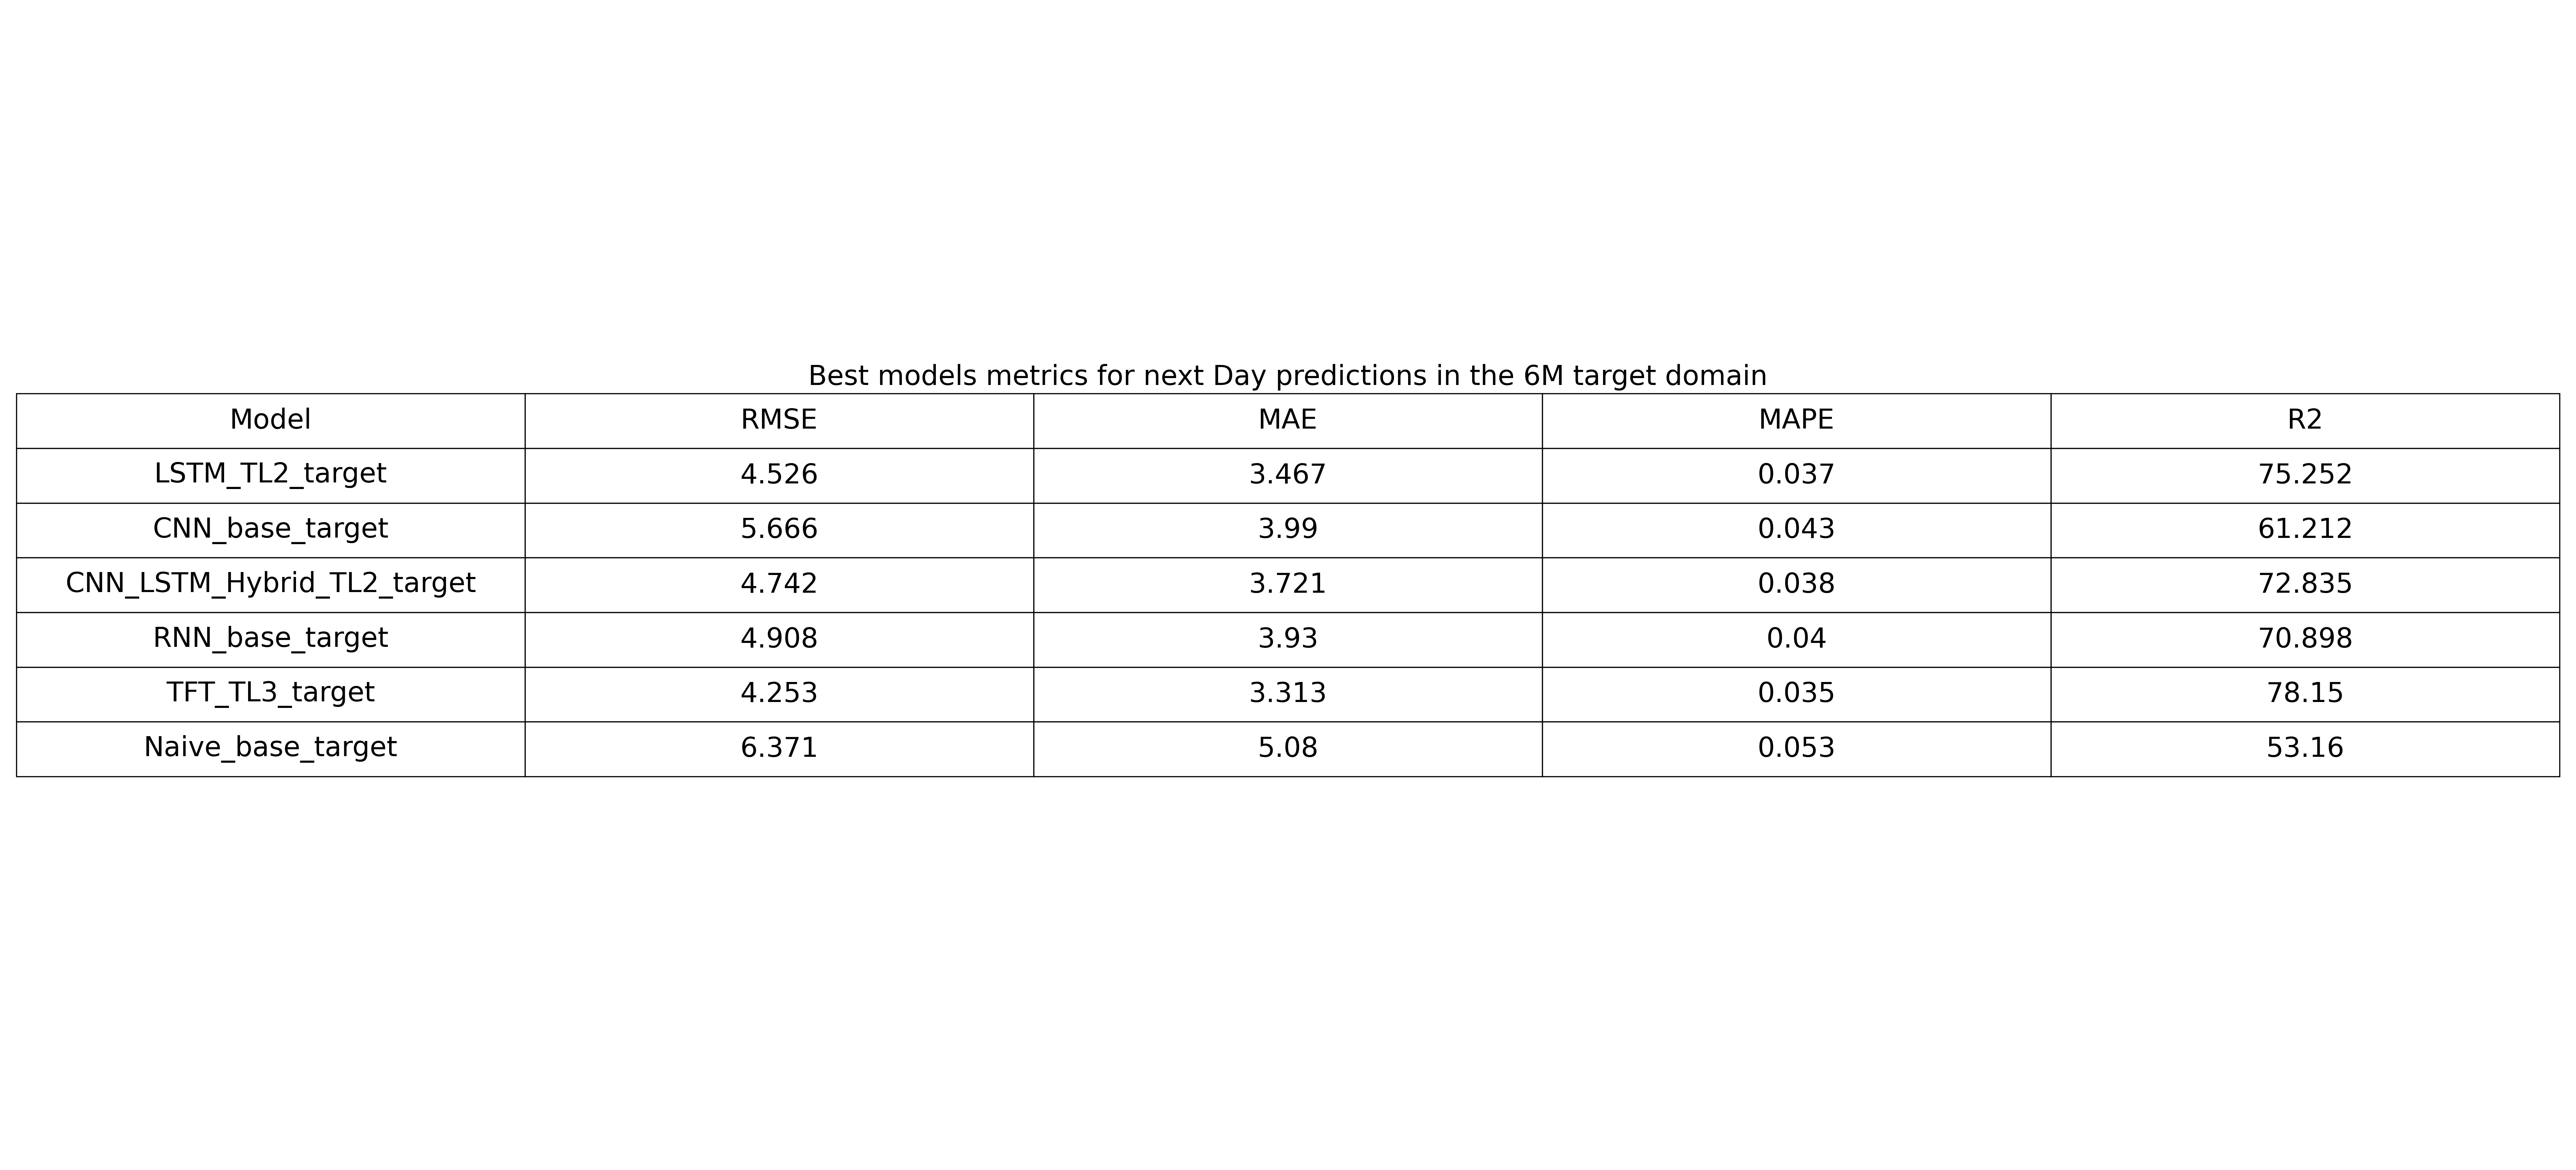 Best models metrics for next Day predictions in the 6M target domain
Model RMSE MAE MAPE R2
LSTM_TL2_target 4.526 3.467 0.037 75.252
CNN_base_target 5.666 3.99 0.043 61.212
CNN_LSTM_Hybrid_TL2_target 4.742 3.721 0.038 72.835
RNN_base_target 4.908 3.93 0.04 70.898
TFT_TL3_target 4.253 3.313 0.035 78.15
Naive_base_target 6.371 5.08 0.053 53.16